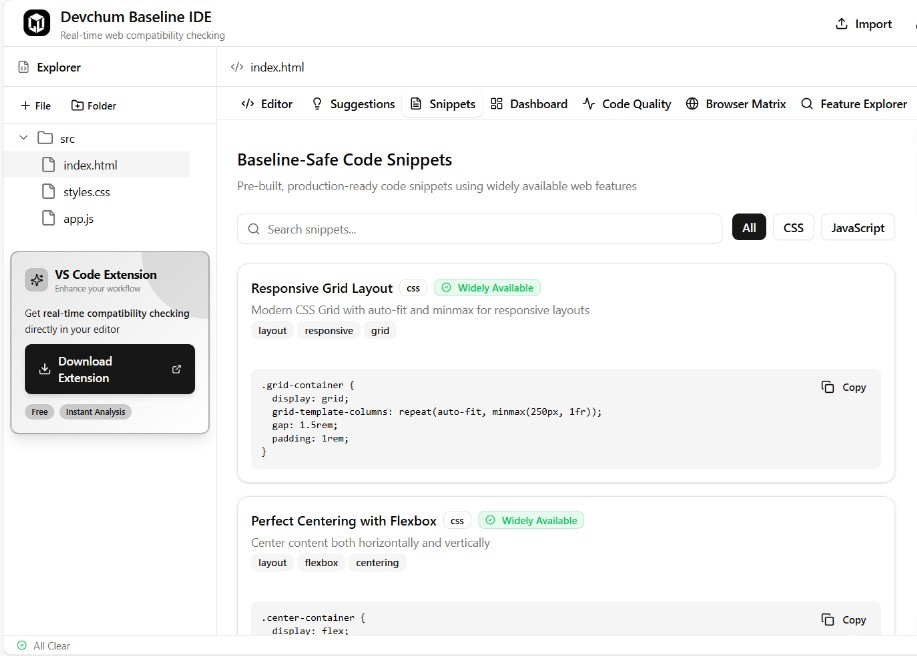 Devchum Baseline IDE
Real-time web compatibility checking
Import
Explorer
index.html
File
Folder
Editor
Suggestions
Snippets
Dashboard
Code Quality
Browser Matrix
Feature Explorer
src
index.html
styles.css
app.js
VS Code Extension
Enhance your workflow
Get real-time compatibility checking
directly in your editor
Download
Extension
Free
Instant Analysis
Baseline-Safe Code Snippets
Pre-built, production-ready code snippets using widely available web features
Search snippets...
All
CSS
JavaScript
Responsive Grid Layout
css
Widely Available
Modern CSS Grid with auto-fit and minmax for responsive layouts
layout
responsive
grid
.grid-container {
display: grid;
grid-template-columns: repeat(auto-fit, minmax(250px, 1fr));
gap: 1.5rem;
padding: 1rem;
}
Copy
Perfect Centering with Flexbox
css
Widely Available
Center content both horizontally and vertically
layout
flexbox
centering
.center-container {
display: flex;
Copy
All Clear